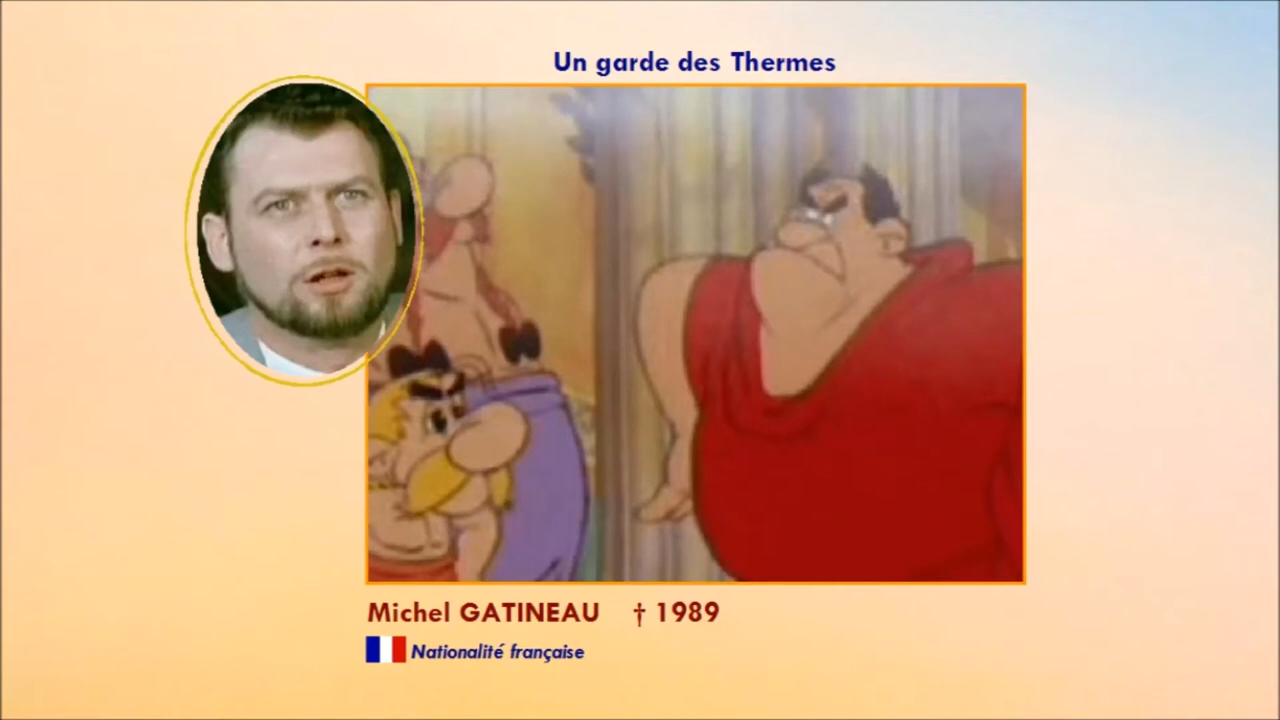 Un garde des Thermes
Michel GATINEAU † 1989
Nationalité française